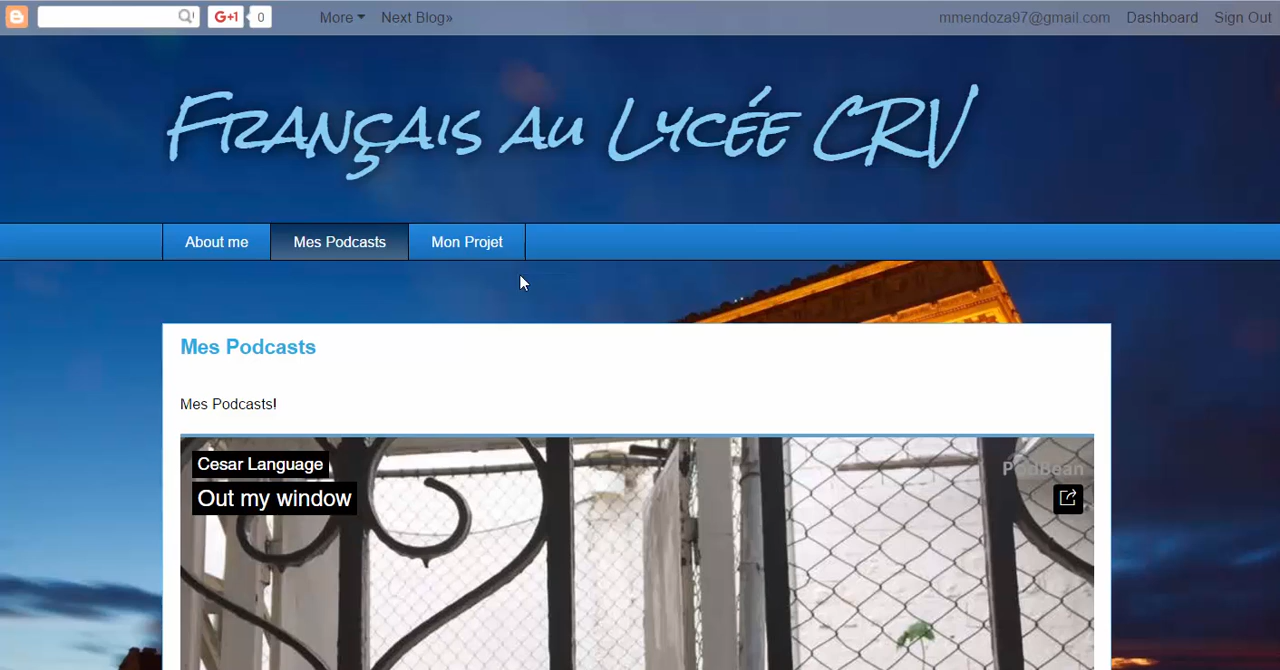 G+1 0 More Next Blog» mmendoza97@gmail.com Dashboard Sign Out
Français au Lycée CRV
About me Mes Podcasts Mon Projet
Mes Podcasts
Mes Podcasts!
Cesar Language
PodBean
Out my window